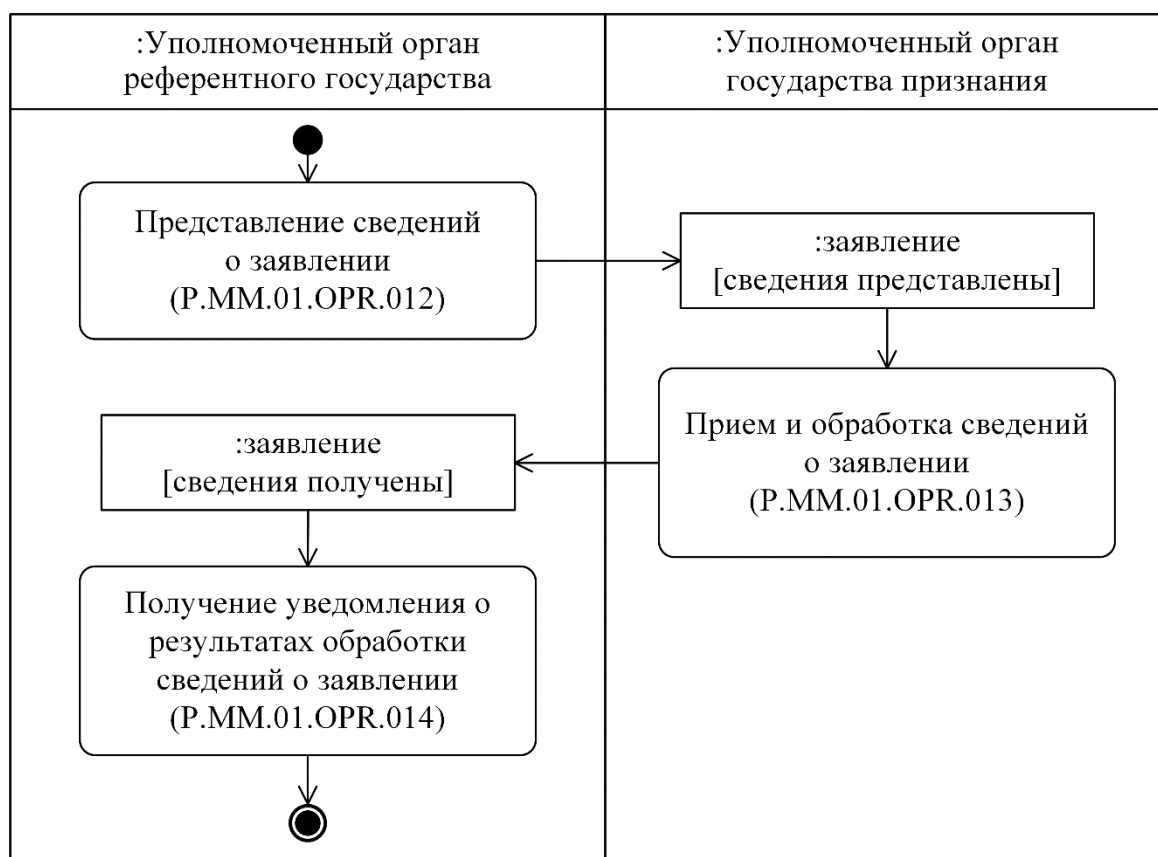 :Уполномоченный орган
референтного государства
:Уполномоченный орган
государства признания
Представление сведений
о заявлении
(P.MM.01.OPR.012)
:заявление
[сведения представлены]
Прием и обработка сведений
о заявлении
(P.MM.01.OPR.013)
:заявление
[сведения получены]
Получение уведомления о
результатах обработки
сведений о заявлении
(P.MM.01.OPR.014)